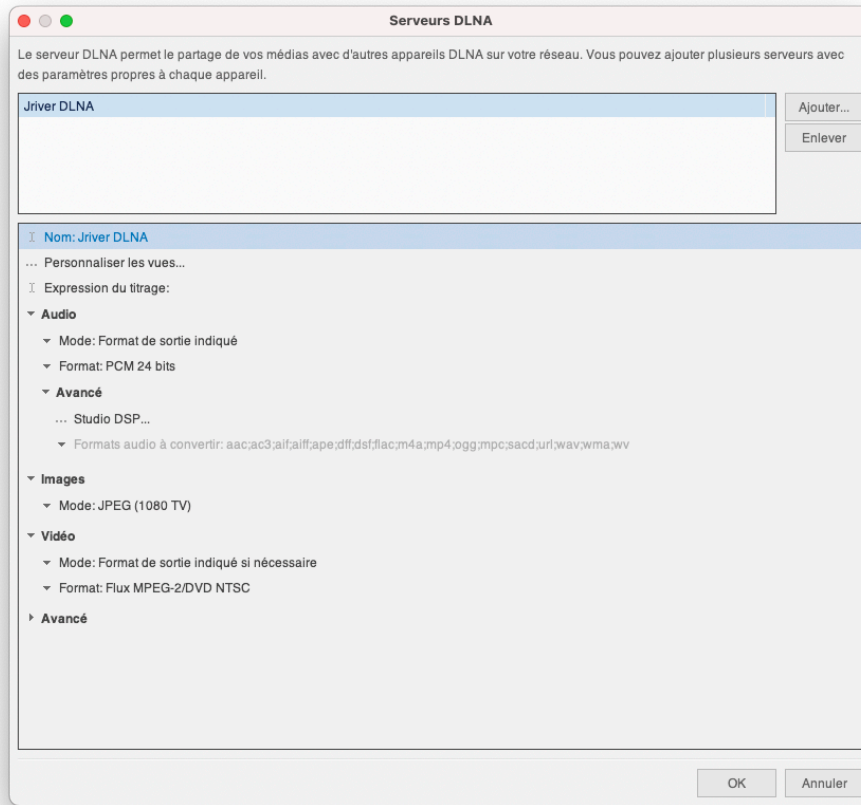 Serveurs DLNA
Le serveur DLNA permet le partage de vos médias avec d'autres appareils DLNA sur votre réseau. Vous pouvez ajouter plusieurs serveurs avec
des paramètres propres à chaque appareil.
Jriver DLNA
Ajouter...
Enlever
Nom: Jriver DLNA
... Personnaliser les vues...
Expression du titrage:
Audio
Mode: Format de sortie indiqué
Format: PCM 24 bits
Avancé
... Studio DSP...
Formats audio à convertir: aac;ac3;aif;aiff;ape;dff;dsf;flac;m4a;mp4;ogg;mpc;sacd;url;wav;wma;wv
Images
Mode: JPEG (1080 TV)
Vidéo
Mode: Format de sortie indiqué si nécessaire
Format: Flux MPEG-2/DVD NTSC
Avancé
OK
Annuler